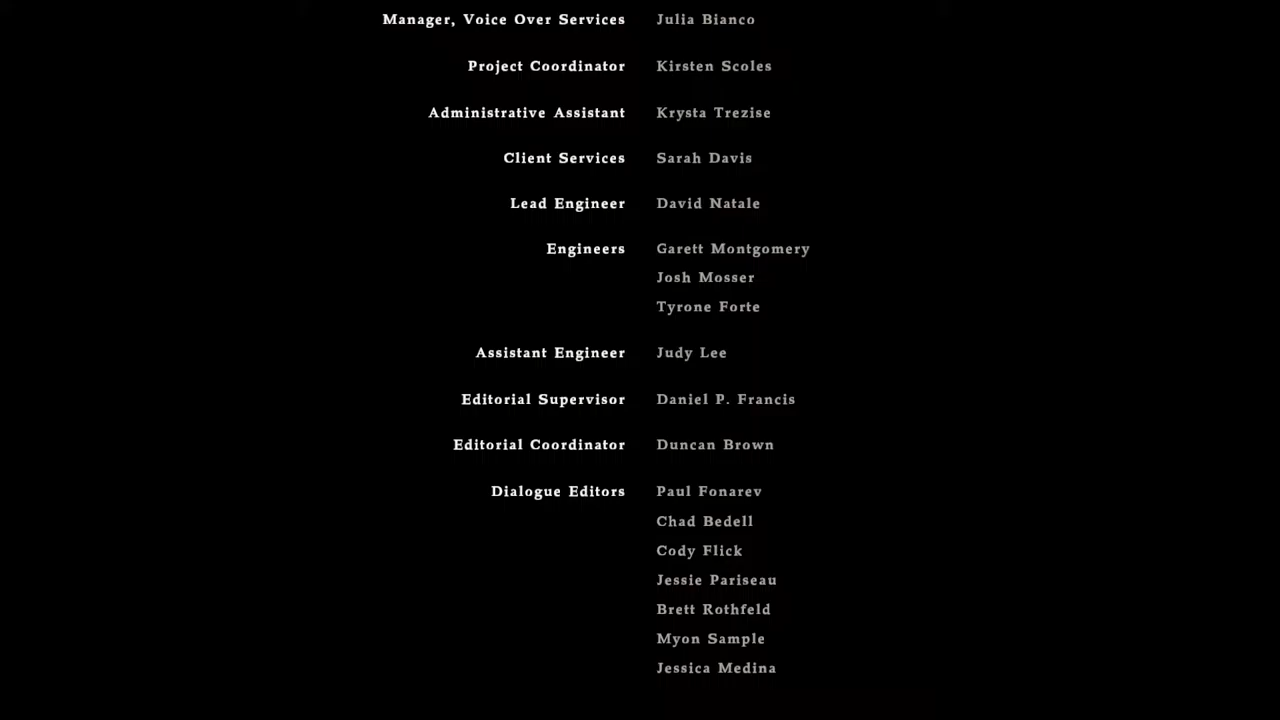 Manager, Voice Over Services Julia Bianco
Project Coordinator Kirsten Scoles
Administrative Assistant Krysta Trezise
Client Services Sarah Davis
Lead Engineer David Natale
Engineers Garett Montgomery
Josh Mosser
Tyrone Forte
Assistant Engineer Judy Lee
Editorial Supervisor Daniel P. Francis
Editorial Coordinator Duncan Brown
Dialogue Editors Paul Fonarev
Chad Bedell
Cody Flick
Jessie Pariseau
Brett Rothfeld
Myon Sample
Jessica Medina